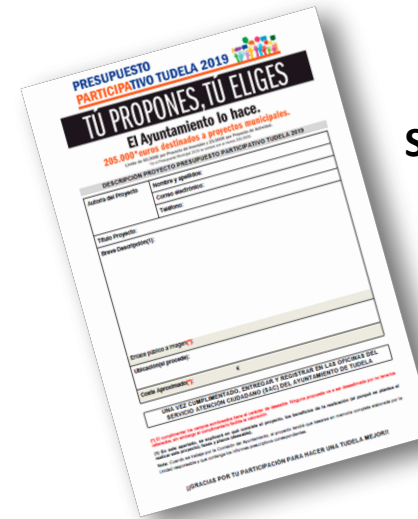 PRESUPUESTO
PARTICIPATIVO TUDELA 2019
TÚ PROPONES, TÚ ELIGES
El Ayuntamiento lo hace.
205.000* euros destinados a proyectos municipales.
DESCRIPCIÓN PROYECTO PRESUPUESTO PARTICIPATIVO TUDELA 2019
Autor/a del Proyecto
Nombre y apellidos:
Correo electrónico:
Teléfono:
Título Proyecto:
Breve Descripción(1):
Enlace público a imagen(*):
Ubicación(si procede):
Coste Aproximado(*): €
UNA VEZ CUMPLIMENTADO, ENTREGAR Y REGISTRAR EN LAS OFICINAS DEL
SERVICIO ATENCIÓN CIUDADANO (SAC) DEL AYUNTAMIENTO DE TUDELA
¡¡GRACIAS POR TU PARTICIPACIÓN PARA HACER UNA TUDELA MEJOR!!
S